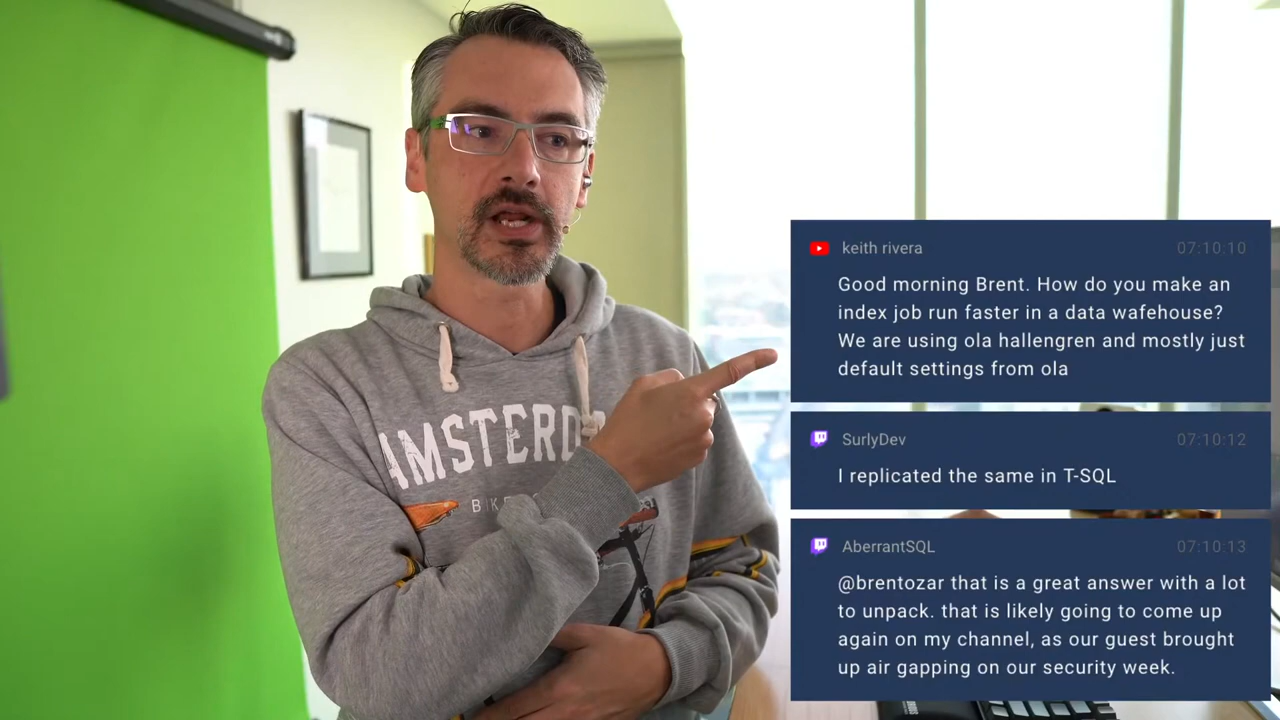 AMSTERD
keith rivera
07:10:10
Good morning Brent. How do you make an
index job run faster in a data wafehouse?
We are using ola hallengren and mostly just
default settings from ola
SurlyDev
07:10:12
I replicated the same in T-SQL
AberrantSQL
07:10:13
@brentozar that is a great answer with a lot
to unpack. that is likely going to come up
again on my channel, as our guest brought
up air gapping on our security week.